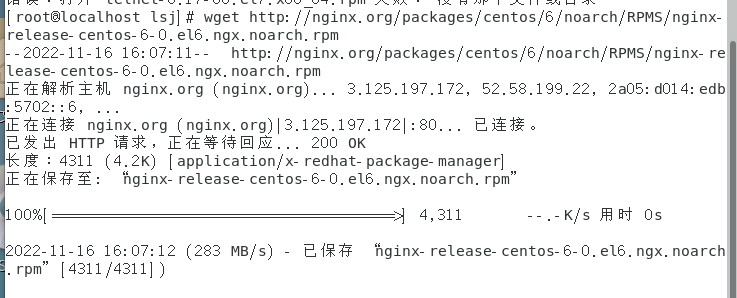 [root@localhost lsj]# wget http://nginx.org/packages/centos/6/noarch/RPMS/nginx-
release-centos-6-0.el6.ngx.noarch.rpm
--2022-11-16 16:07:11--  http://nginx.org/packages/centos/6/noarch/RPMS/nginx-re
lease-centos-6-0.el6.ngx.noarch.rpm
正在解析主机 nginx.org (nginx.org)... 3.125.197.172, 52.58.199.22, 2a05:d014:edb
:5702::6, ...
正在连接 nginx.org (nginx.org)|3.125.197.172|:80... 已连接。
已发出 HTTP 请求，正在等待回应... 200 OK
长度：4311 (4.2K) [application/x-redhat-package-manager]
正在保存至: “nginx-release-centos-6-0.el6.ngx.noarch.rpm”
100%[======================================>] 4,311       --.-K/s 用时 0s
2022-11-16 16:07:12 (283 MB/s) - 已保存 “nginx-release-centos-6-0.el6.ngx.noarch
.rpm” [4311/4311])